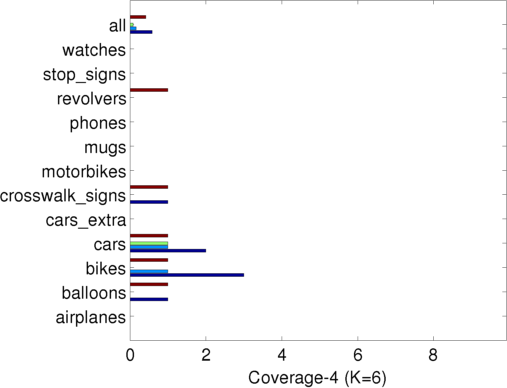 all
watches
stop_signs
revolvers
phones
mugs
motorbikes
crosswalk_signs
cars_extra
cars
bikes
balloons
airplanes
0 2 4 6 8
Coverage-4 (K=6)